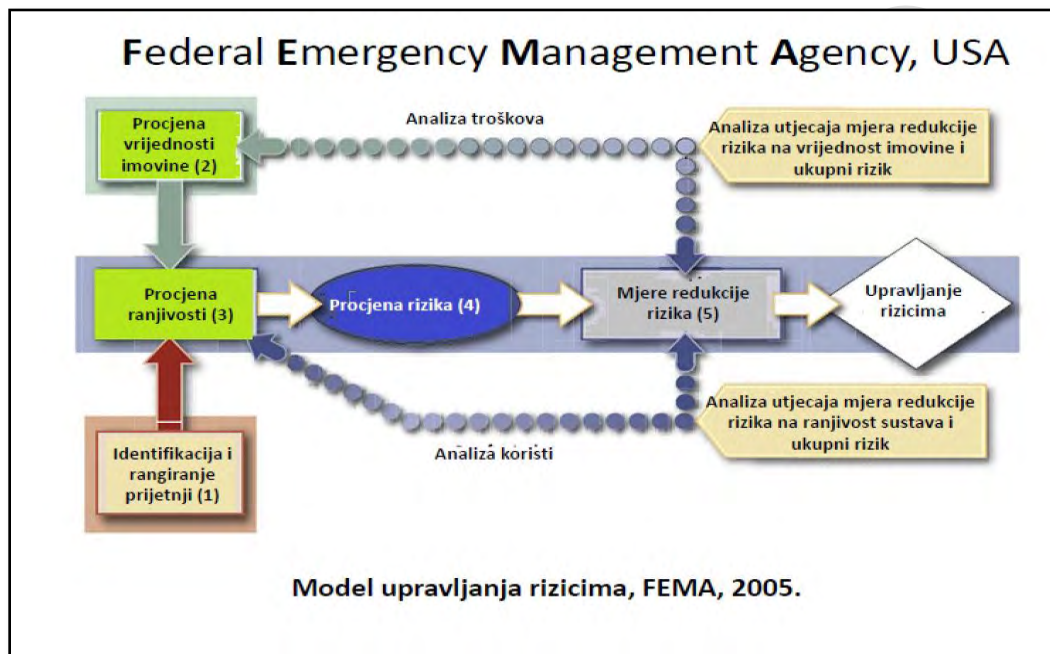 Federal Emergency Management Agency, USA
Procjena
vrijednosti
imovine (2)
Analiza troškova
Analiza utjecaja mjera redukcije
rizika na vrijednost imovine i
ukupni rizik
Procjena
ranjivosti (3)
Procjena rizika (4)
Mjere redukcije
rizika (5)
Upravljanje
rizicima
Identifikacija i
rangiranje
prijetnji (1)
Analiza koristi
Analiza utjecaja mjera redukcije
rizika na ranjivost sustava i
ukupni rizik
Model upravljanja rizicima, FEMA, 2005.